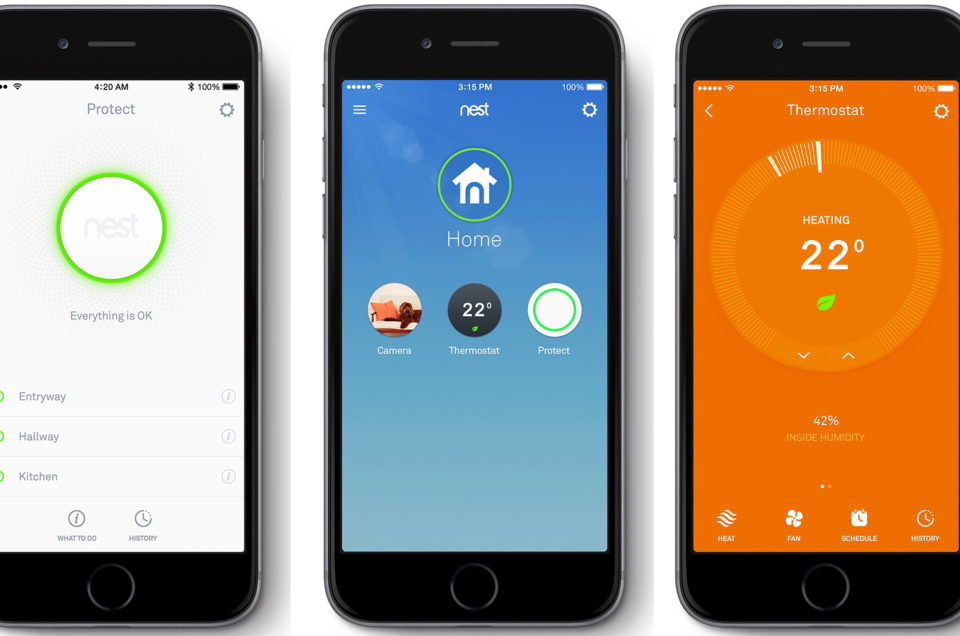 4:20 AM 100%
Protect
nest
Everything is OK
Entryway i
Hallway i
Kitchen i
i
WHAT TO DO HISTORY
3:15 PM 100%
nest
Home
22°
Camera Thermostat Protect
3:15 PM 100%
Thermostat
HEATING
22°
42%
INSIDE HUMIDITY
HEAT FAN SCHEDULE HISTORY